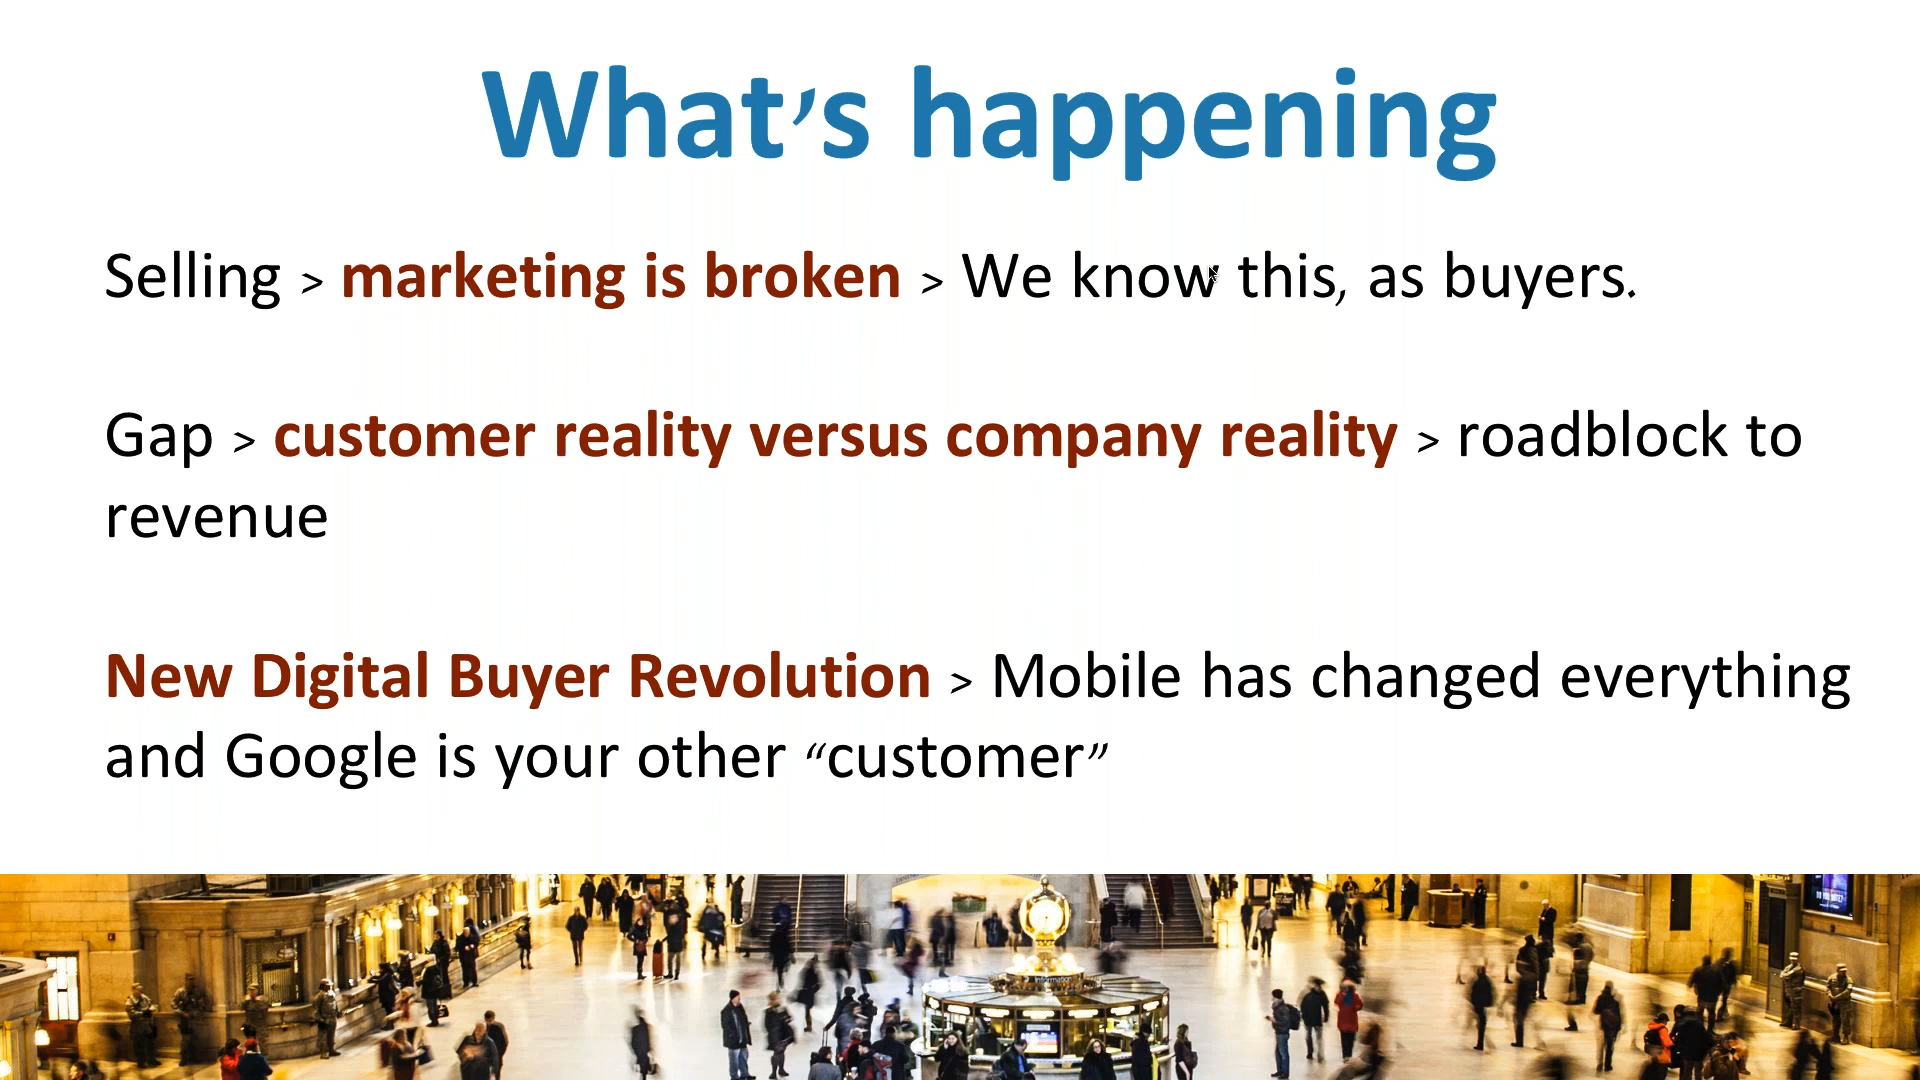 What's happening
Selling > marketing is broken > We know this, as buyers.
Gap > customer reality versus company reality > roadblock to
revenue
New Digital Buyer Revolution > Mobile has changed everything
and Google is your other “customer”
Information